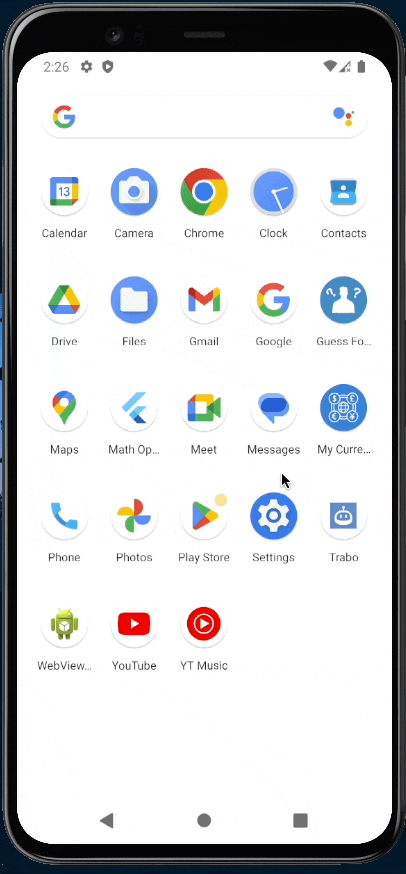 2:26
G
13
Calendar Camera Chrome Clock Contacts
Drive Files Gmail Google Guess Fo...
Maps Math Op... Meet Messages My Curre...
Phone Photos Play Store Settings Trabo
WebView... YouTube YT Music